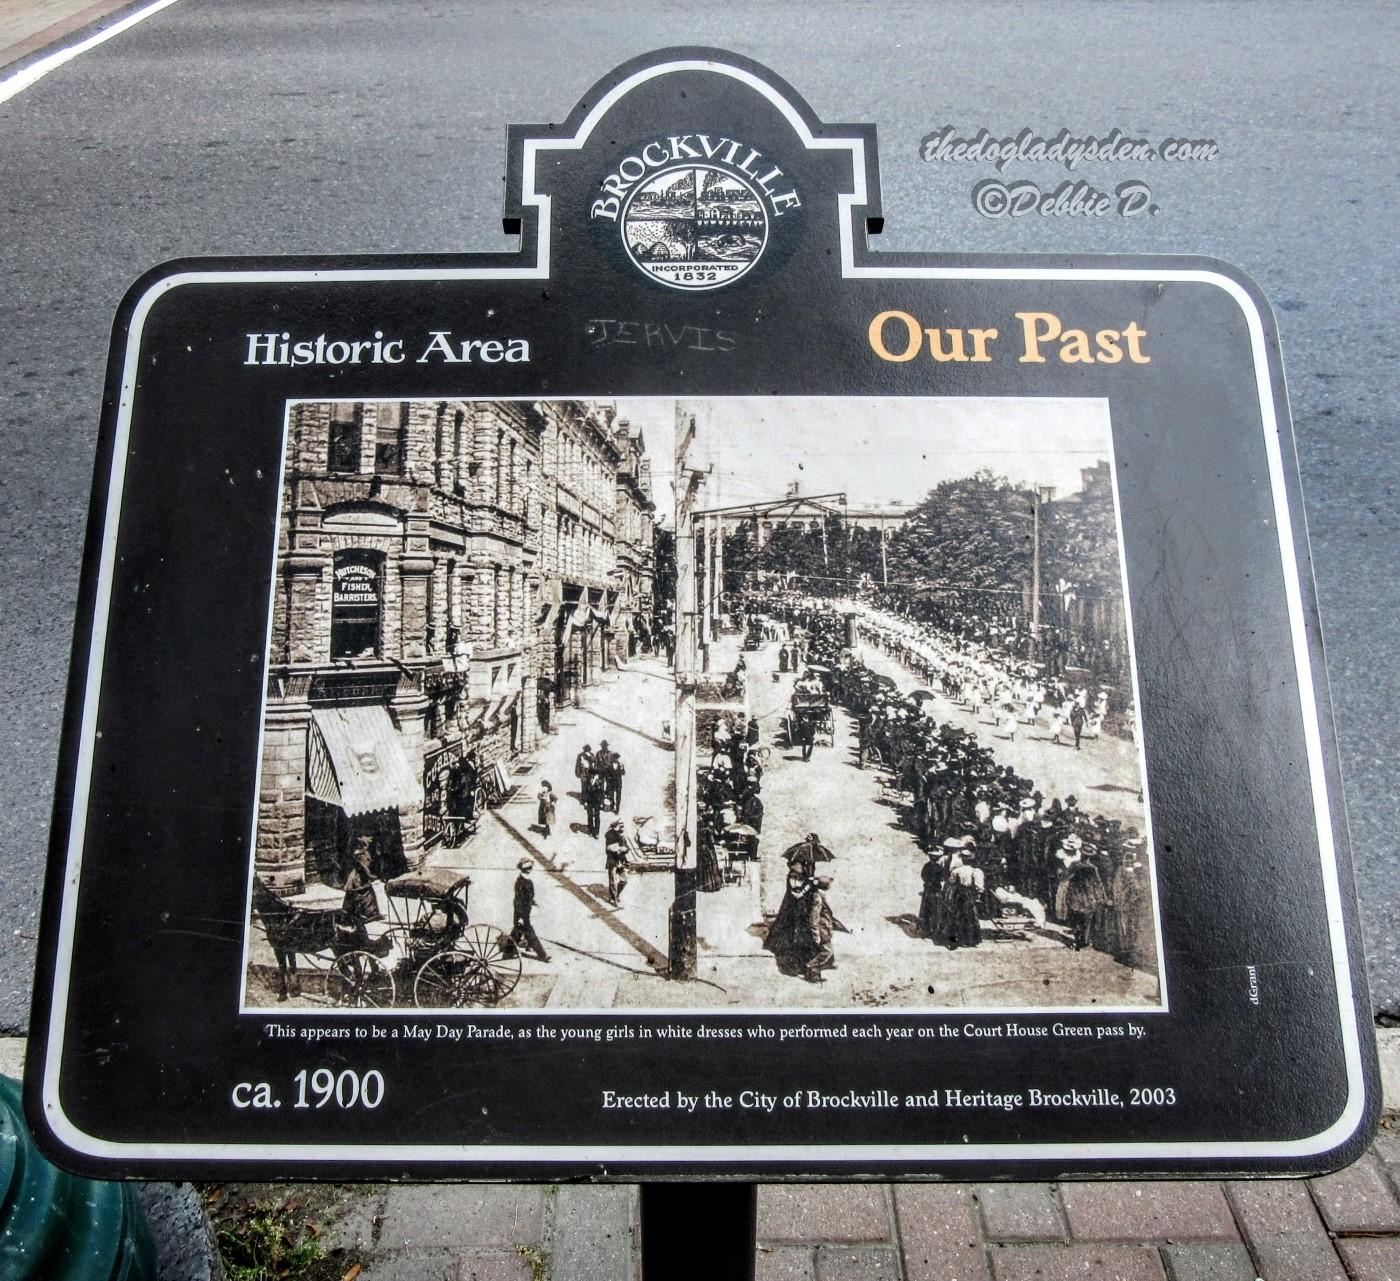 thedogladysden.com
©Debbie D.
BROCKVILLE
INCORPORATED
1832
Historic Area
JERVIS
Our Past
HUTCHESON
AND
FISHER,
BARRISTERS.
dGrant
This appears to be a May Day Parade, as the young girls in white dresses who performed each year on the Court House Green pass by.
ca. 1900
Erected by the City of Brockville and Heritage Brockville, 2003